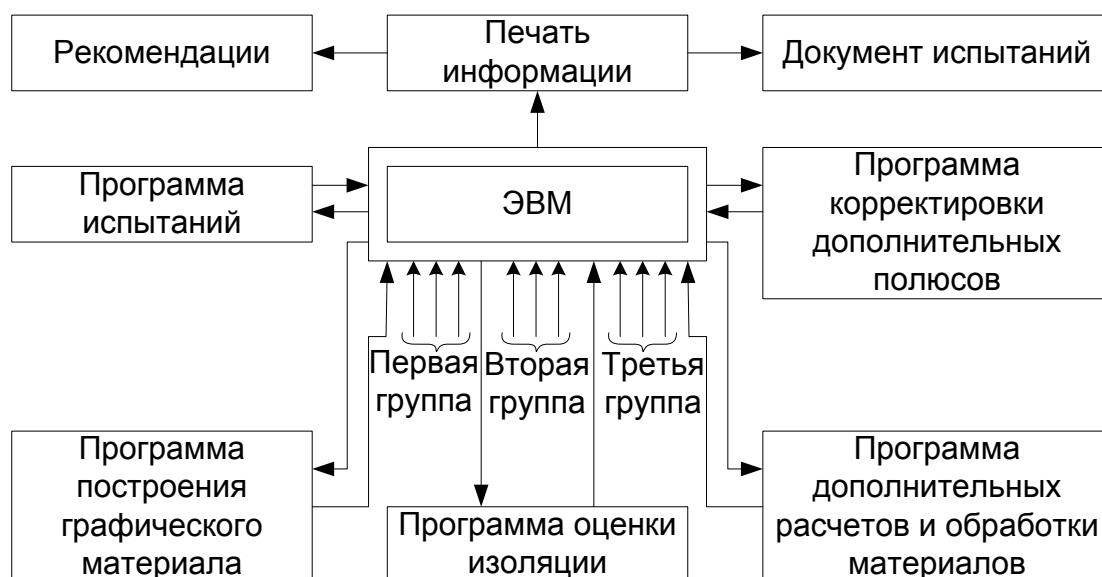 Рекомендации
Печать
информации
Документ испытаний
Программа
испытаний
ЭВМ
Программа
корректировки
дополнительных
полюсов
Первая
группа
Вторая
группа
Третья
группа
Программа
построения
графического
материала
Программа оценки
изоляции
Программа
дополнительных
расчетов и обработки
материалов